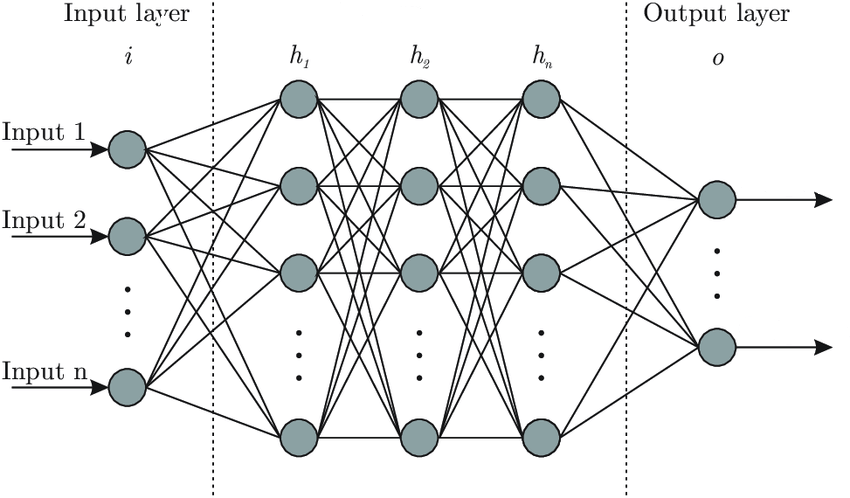 Input layer
Output layer
i
h1
h2
hn
o
Input 1
Input 2
Input n